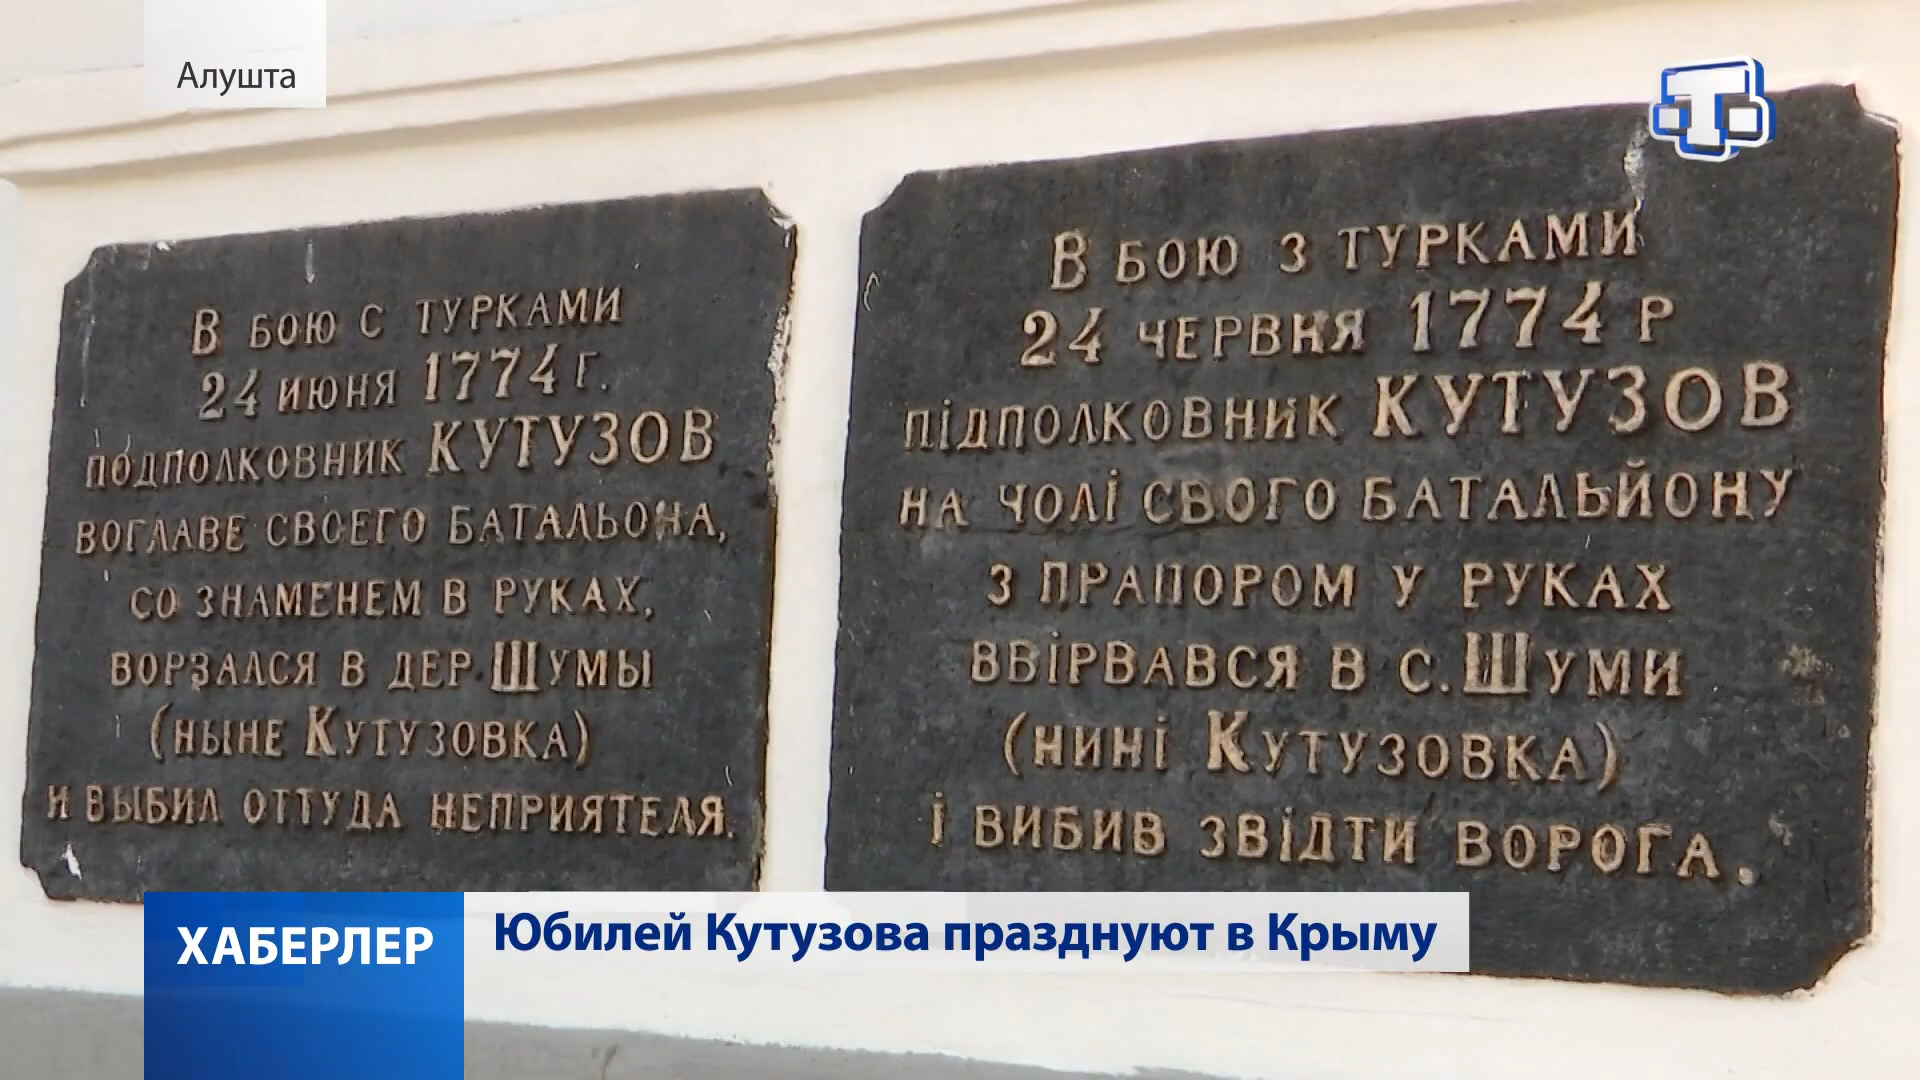 Алушта
В БОЮ С ТУРКАМИ
24 ИЮНЯ 1774 Г.
ПОДПОЛКОВНИК КУТУЗОВ
ВОГЛАВЕ СВОЕГО БАТАЛЬОНА,
СО ЗНАМЕНЕМ В РУКАХ,
ВОРВАЛСЯ В ДЕР. ШУМЫ
(НЫНЕ КУТУЗОВКА)
И ВЫБИЛ ОТТУДА НЕПРИЯТЕЛЯ.
В БОЮ З ТУРКАМИ
24 ЧЕРВНЯ 1774 Р
ПІДПОЛКОВНИК КУТУЗОВ
НА ЧОЛІ СВОГО БАТАЛЬЙОНУ
З ПРАПОРОМ У РУКАХ
ВВІРВАВСЯ В С. ШУМИ
(НИНІ КУТУЗОВКА)
І ВИБИВ ЗВІДТИ ВОРОГА.
ХАБЕРЛЕР
Юбилей Кутузова празднуют в Крыму